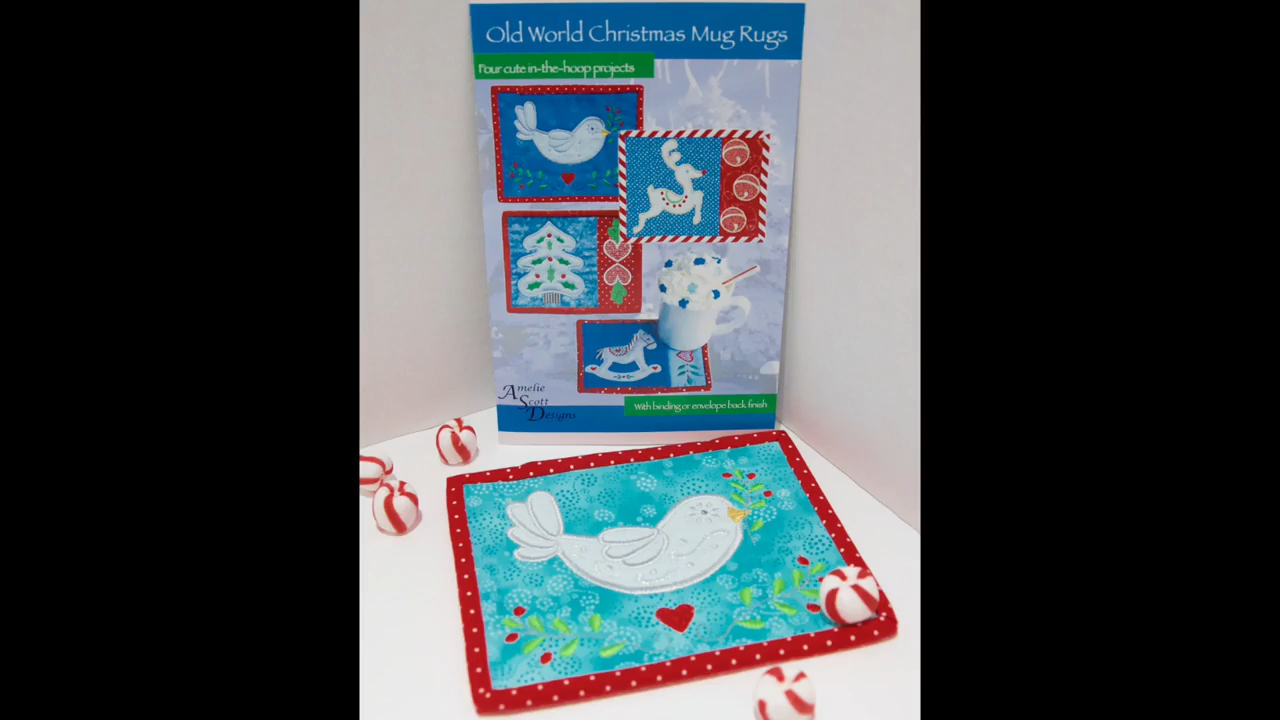 Old World Christmas Mug Rugs
Four cute in-the-hoop projects
Amelie
Scott
Designs
With binding or envelope back finish